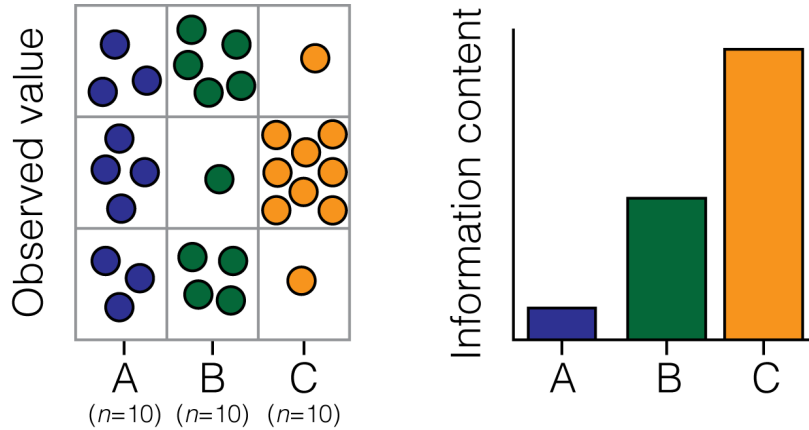 Observed value
A B C
(n=10) (n=10) (n=10)
Information content
A B C